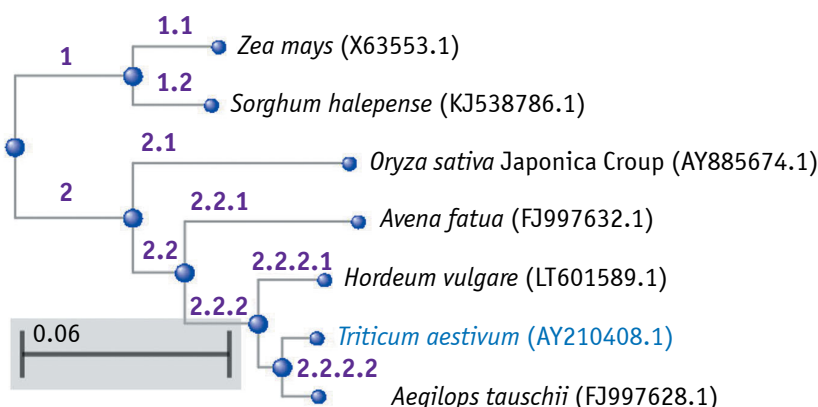 1.1
Zea mays (X63553.1)
1
1.2
Sorghum halepense (KJ538786.1)
2.1
Oryza sativa Japonica Croup (AY885674.1)
2
2.2.1
Avena fatua (FJ997632.1)
2.2
2.2.2.1
Hordeum vulgare (LT601589.1)
2.2.2
0.06
Triticum aestivum (AY210408.1)
2.2.2.2
Aegilops tauschii (FJ997628.1)